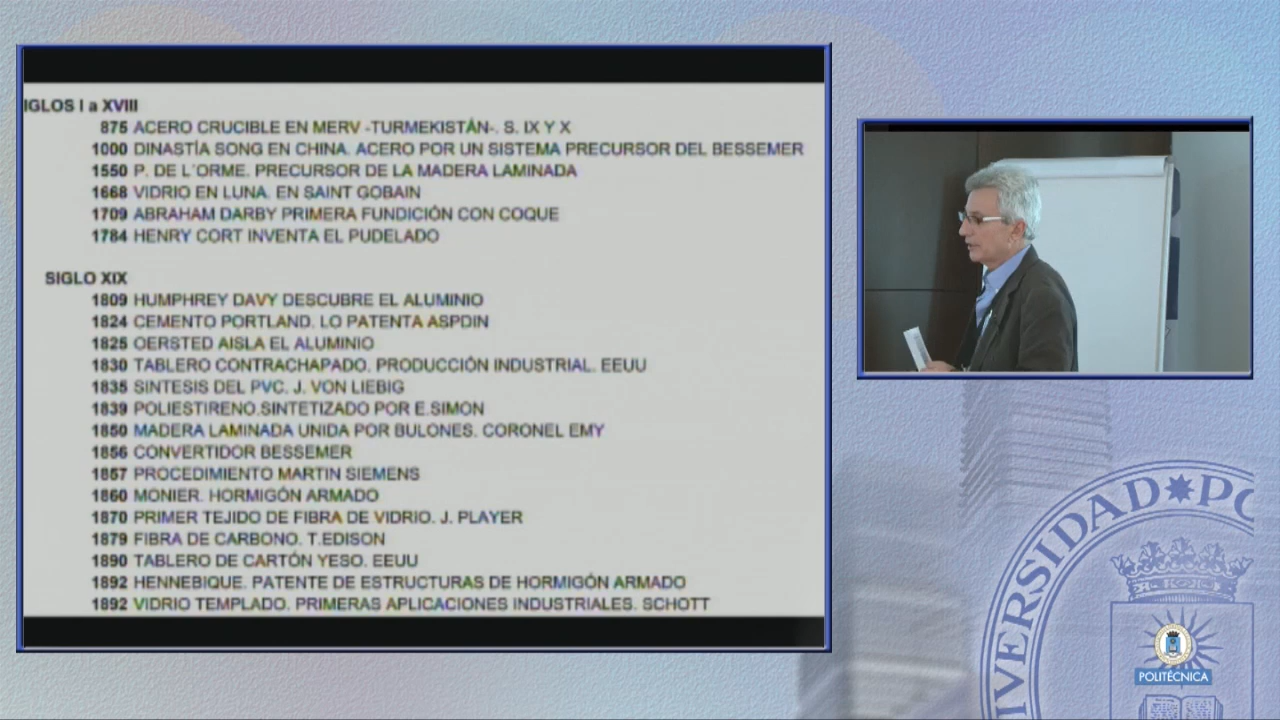 IGLOS I a XVIII
875 ACERO CRUCIBLE EN MERV -TURMEKISTÁN-. S. IX Y X
1000 DINASTÍA SONG EN CHINA. ACERO POR UN SISTEMA PRECURSOR DEL BESSEMER
1550 P. DE L´ORME. PRECURSOR DE LA MADERA LAMINADA
1668 VIDRIO EN LUNA. EN SAINT GOBAIN
1709 ABRAHAM DARBY PRIMERA FUNDICIÓN CON COQUE
1784 HENRY CORT INVENTA EL PUDELADO
SIGLO XIX
1809 HUMPHREY DAVY DESCUBRE EL ALUMINIO
1824 CEMENTO PORTLAND. LO PATENTA ASPDIN
1825 OERSTED AISLA EL ALUMINIO
1830 TABLERO CONTRACHAPADO. PRODUCCIÓN INDUSTRIAL. EEUU
1835 SINTESIS DEL PVC. J. VON LIEBIG
1839 POLIESTIRENO.SINTETIZADO POR E.SIMON
1850 MADERA LAMINADA UNIDA POR BULONES. CORONEL EMY
1856 CONVERTIDOR BESSEMER
1857 PROCEDIMIENTO MARTIN SIEMENS
1860 MONIER. HORMIGÓN ARMADO
1870 PRIMER TEJIDO DE FIBRA DE VIDRIO. J. PLAYER
1879 FIBRA DE CARBONO. T.EDISON
1890 TABLERO DE CARTÓN YESO. EEUU
1892 HENNEBIQUE. PATENTE DE ESTRUCTURAS DE HORMIGÓN ARMADO
1892 VIDRIO TEMPLADO. PRIMERAS APLICACIONES INDUSTRIALES. SCHOTT
IVERSIDAD PO
POLITÉCNICA